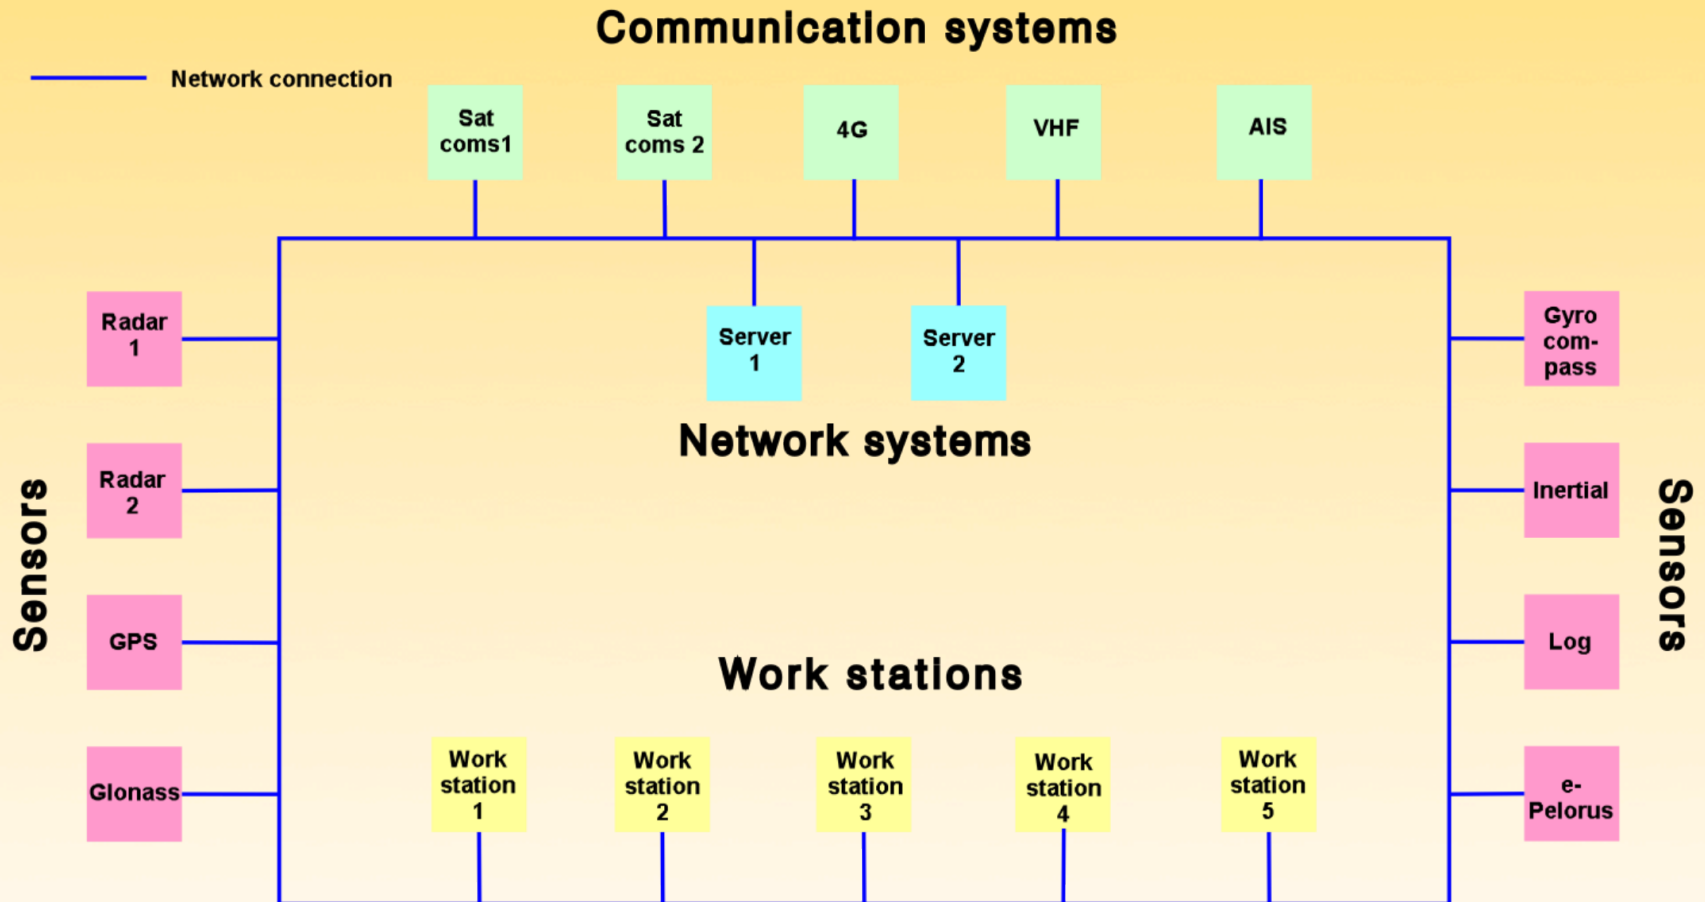 Communication systems
Network connection
Sat
coms1
Sat
coms 2
4G
VHF
AIS
Radar
1
Server
1
Server
2
Gyro
com-
pass
Network systems
Sensors
Radar
2
Inertial
Sensors
GPS
Log
Work stations
Glonass
Work
station
1
Work
station
2
Work
station
3
Work
station
4
Work
station
5
e-
Pelorus